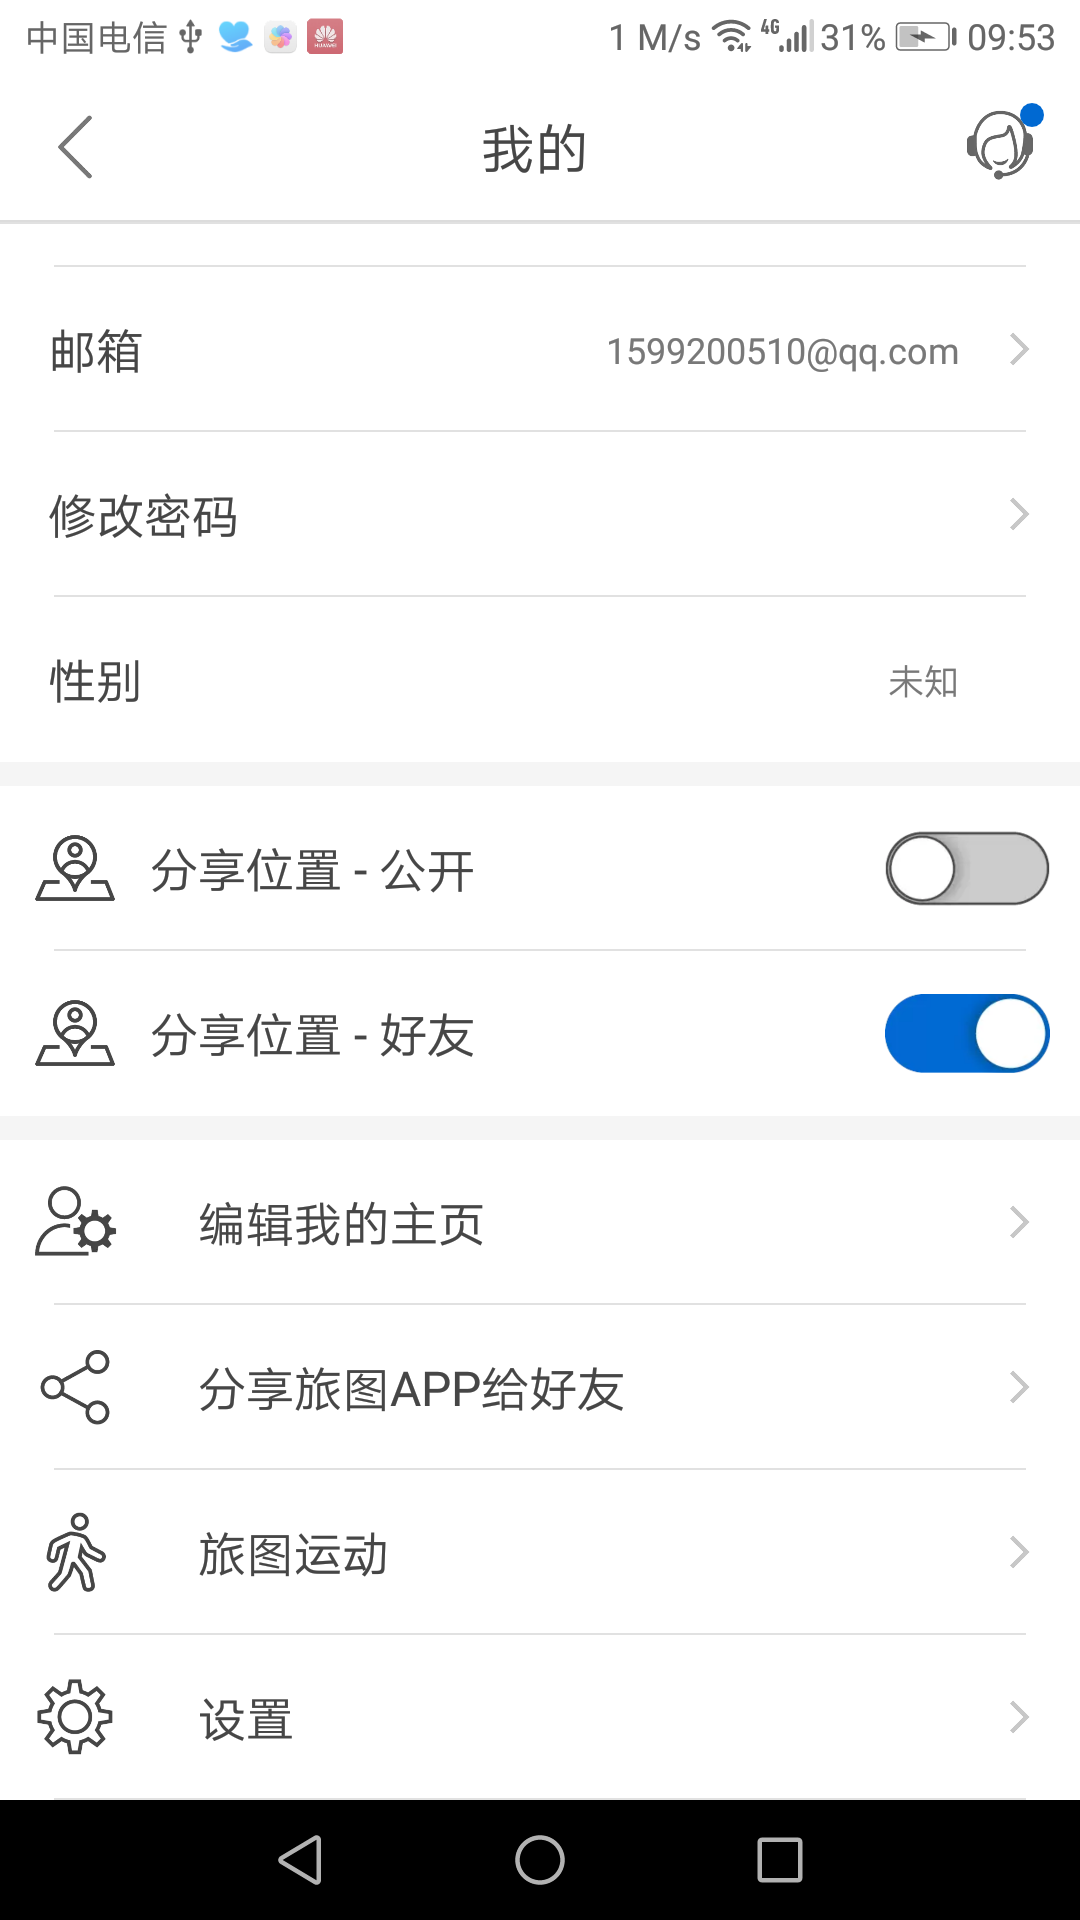 中国电信 1 M/s 4G 31% 09:53
我的
邮箱 1599200510@qq.com
修改密码
性别 未知
分享位置 - 公开
分享位置 - 好友
编辑我的主页
分享旅图APP给好友
旅图运动
设置